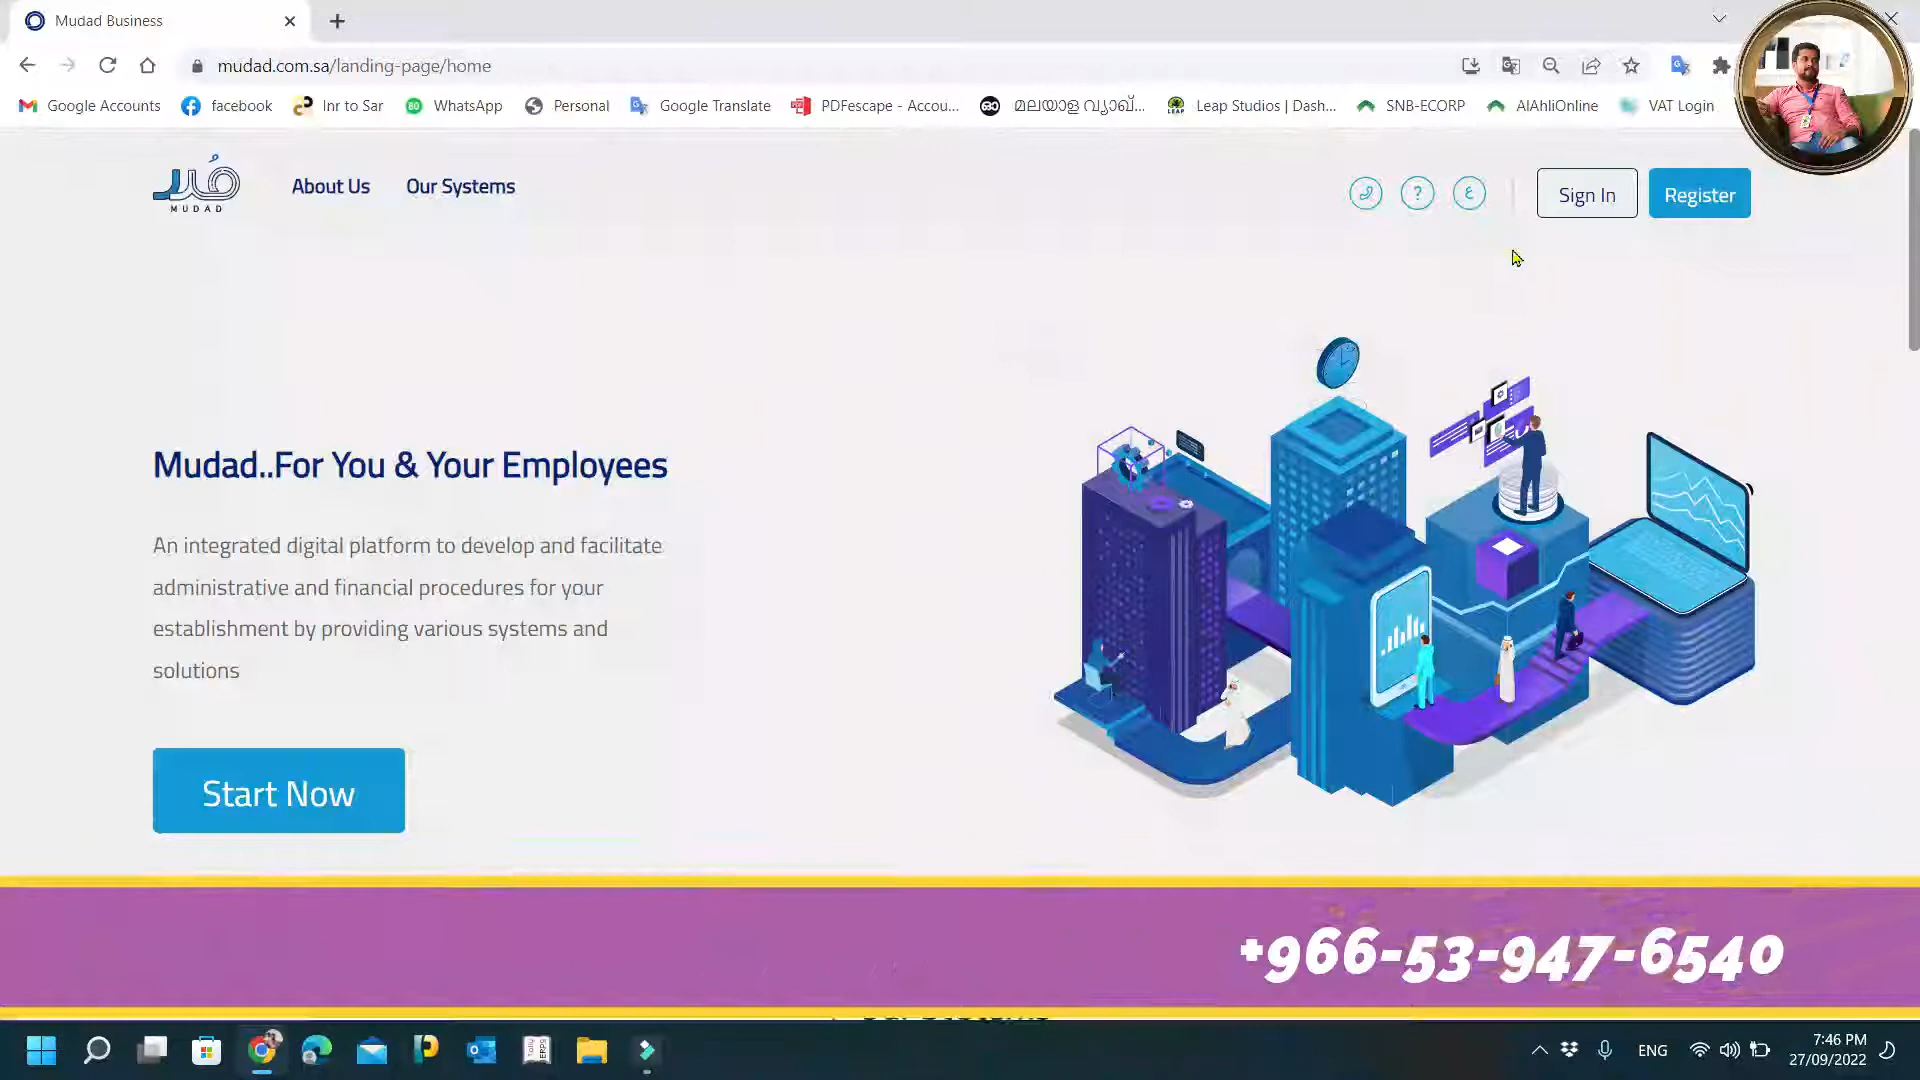 Mudad Business
mudad.com.sa/landing-page/home
Google Accounts
facebook
Inr to Sar
WhatsApp
Personal
Google Translate
PDFescape - Accou...
മലയാള വ്യാഖ്...
Leap Studios | Dash...
SNB-ECORP
AlAhliOnline
VAT Login
مُدد
MUDAD
About Us
Our Systems
?
ع
Sign In
Register
Mudad..For You & Your Employees
An integrated digital platform to develop and facilitate
administrative and financial procedures for your
establishment by providing various systems and
solutions
Start Now
+966-53-947-6540
ENG
7:46 PM
27/09/2022